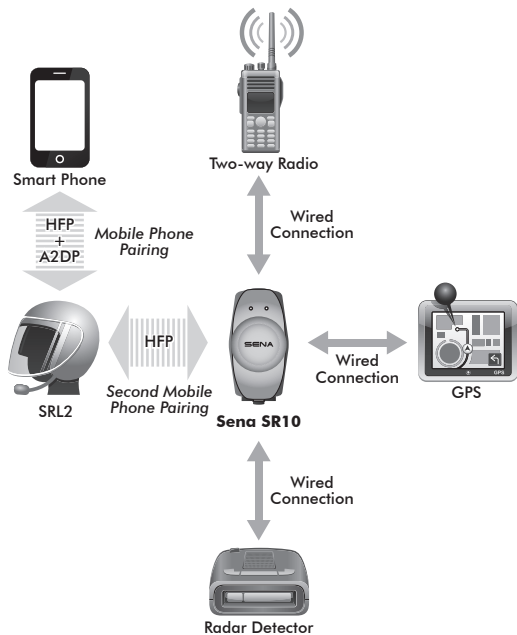 Two-way Radio
Smart Phone
Wired
Connection
HFP
+
A2DP
Mobile Phone
Pairing
HFP
SENA
Wired
Connection
GPS
GPS
Second Mobile
Phone Pairing
SRL2
Sena SR10
Wired
Connection
Radar Detector